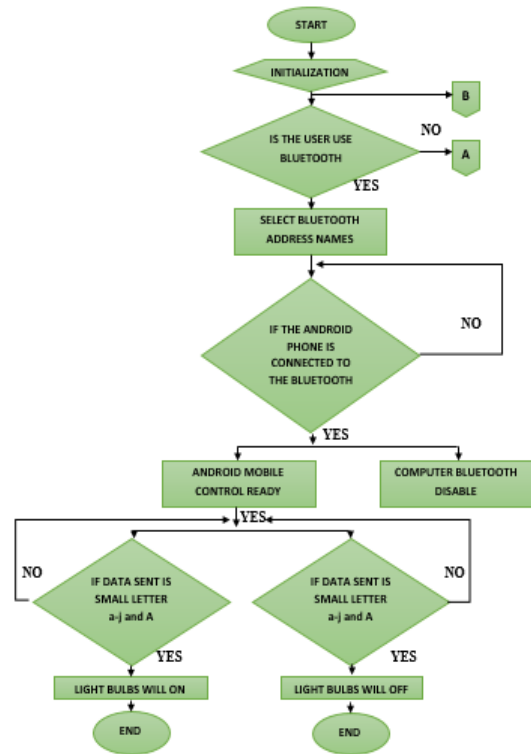 START
INITIALIZATION
B
IS THE USER USE
BLUETOOTH
NO
A
YES
SELECT BLUETOOTH
ADDRESS NAMES
IF THE ANDROID
PHONE IS
CONNECTED TO
THE BLUETOOTH
NO
YES
ANDROID MOBILE
CONTROL READY
COMPUTER BLUETOOTH
DISABLE
YES
NO
IF DATA SENT IS
SMALL LETTER
a-j and A
YES
LIGHT BULBS WILL ON
END
NO
IF DATA SENT IS
SMALL LETTER
a-j and A
YES
LIGHT BULBS WILL OFF
END